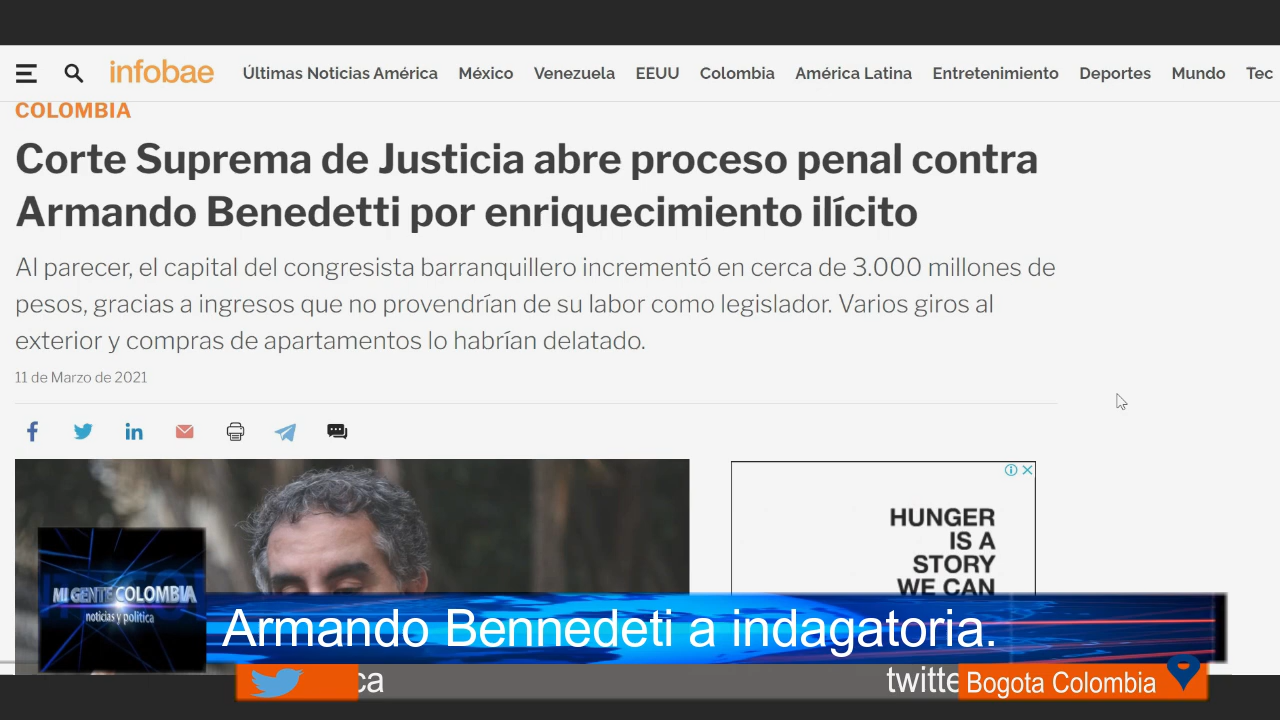 infobae
Últimas Noticias América México Venezuela EEUU Colombia América Latina Entretenimiento Deportes Mundo Tec
COLOMBIA
Corte Suprema de Justicia abre proceso penal contra
Armando Benedetti por enriquecimiento ilícito
Al parecer, el capital del congresista barranquillero incrementó en cerca de 3.000 millones de
pesos, gracias a ingresos que no provendrían de su labor como legislador. Varios giros al
exterior y compras de apartamentos lo habrían delatado.
11 de Marzo de 2021
HUNGER
IS A
STORY
WE CAN
MI GENTE COLOMBIA
noticias y política
Armando Bennedeti a indagatoria.
ca twitte Bogota Colombia